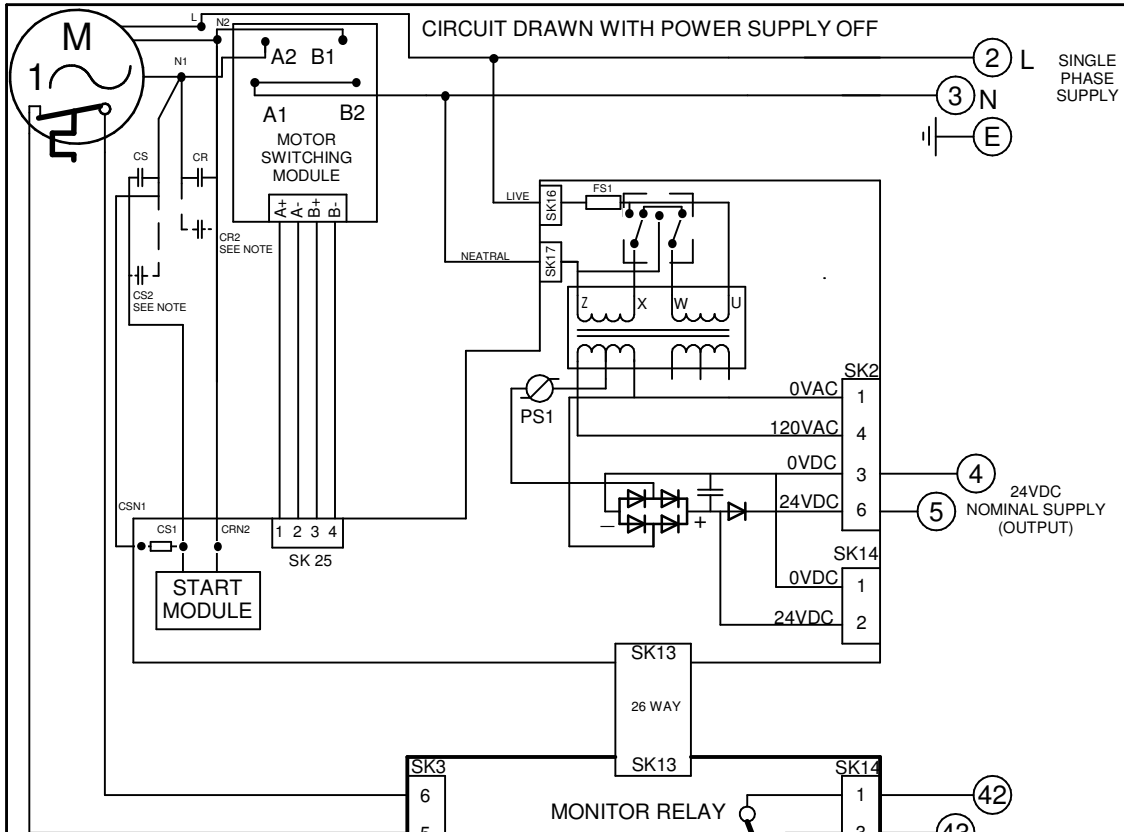 CIRCUIT DRAWN WITH POWER SUPPLY OFF
M
1
L
N2
N1
A2 B1
A1 B2
MOTOR
SWITCHING
MODULE
A+ A- B+ B-
2 L
SINGLE
PHASE
SUPPLY
3 N
E
CS
CR
CR2
SEE NOTE
CS2
SEE NOTE
LIVE
SK16
FS1
NEATRAL
SK17
Z X W U
PS1
SK2
0VAC 1
120VAC 4
0VDC 3
24VDC 6
4
5
24VDC
NOMINAL SUPPLY
(OUTPUT)
– +
SK14
0VDC 1
24VDC 2
CSN1
CS1
CRN2
1 2 3 4
SK 25
START
MODULE
SK13
26 WAY
SK13
SK3
6
5
MONITOR RELAY
SK14
1
3
42
43